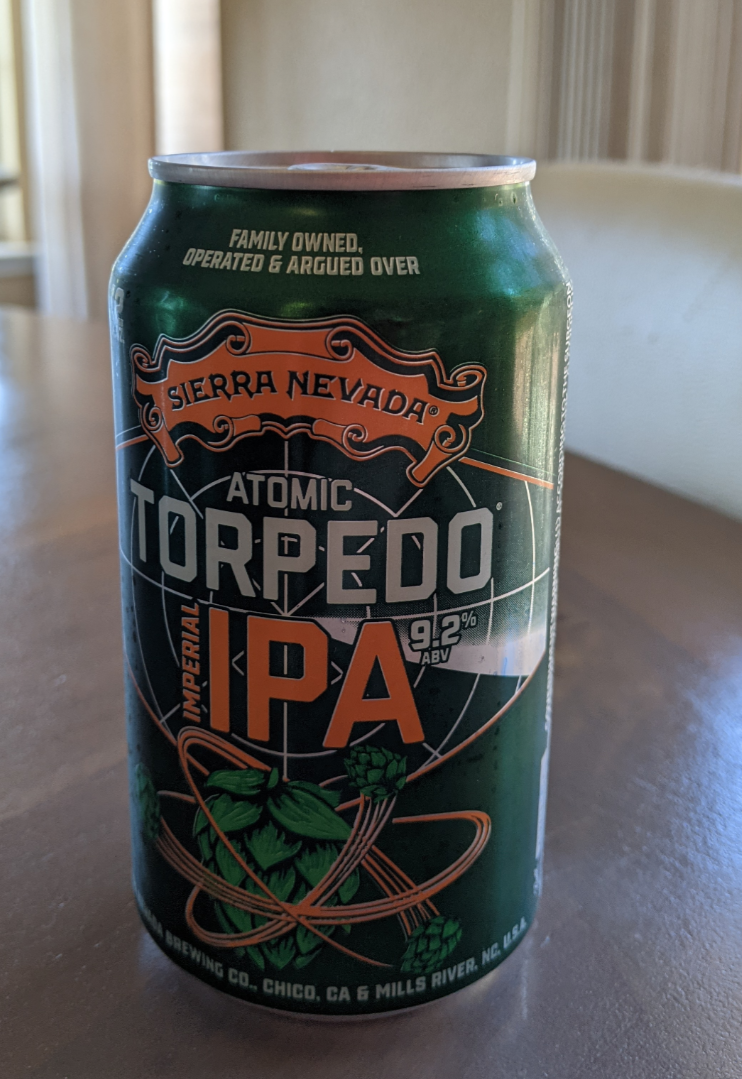 FAMILY OWNED,
OPERATED & ARGUED OVER
SIERRA NEVADA®
ATOMIC
TORPEDO®
IMPERIAL
IPA
9.2%
ABV
BREWING CO., CHICO, CA & MILLS RIVER, NC, U.S.A.